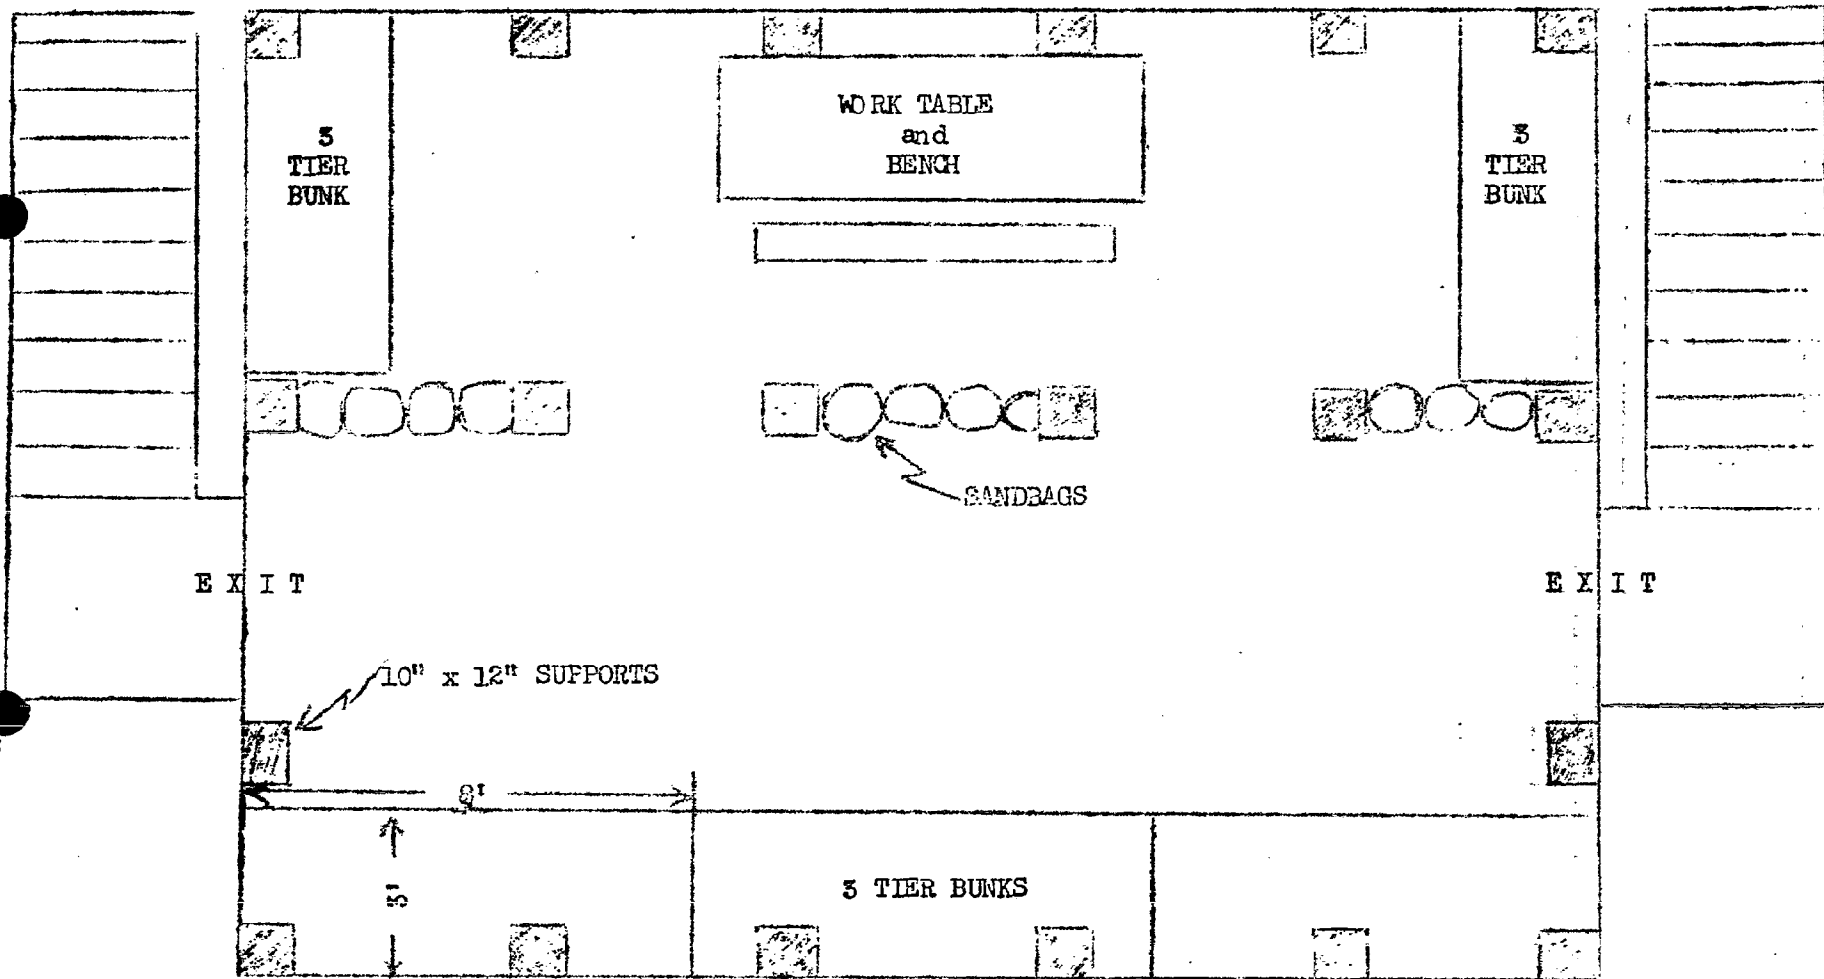 3
TIER
BUNK
WORK TABLE
and
BENCH
3
TIER
BUNK
SANDBAGS
EXIT
EXIT
10" x 12" SUPPORTS
8'
3'
3 TIER BUNKS